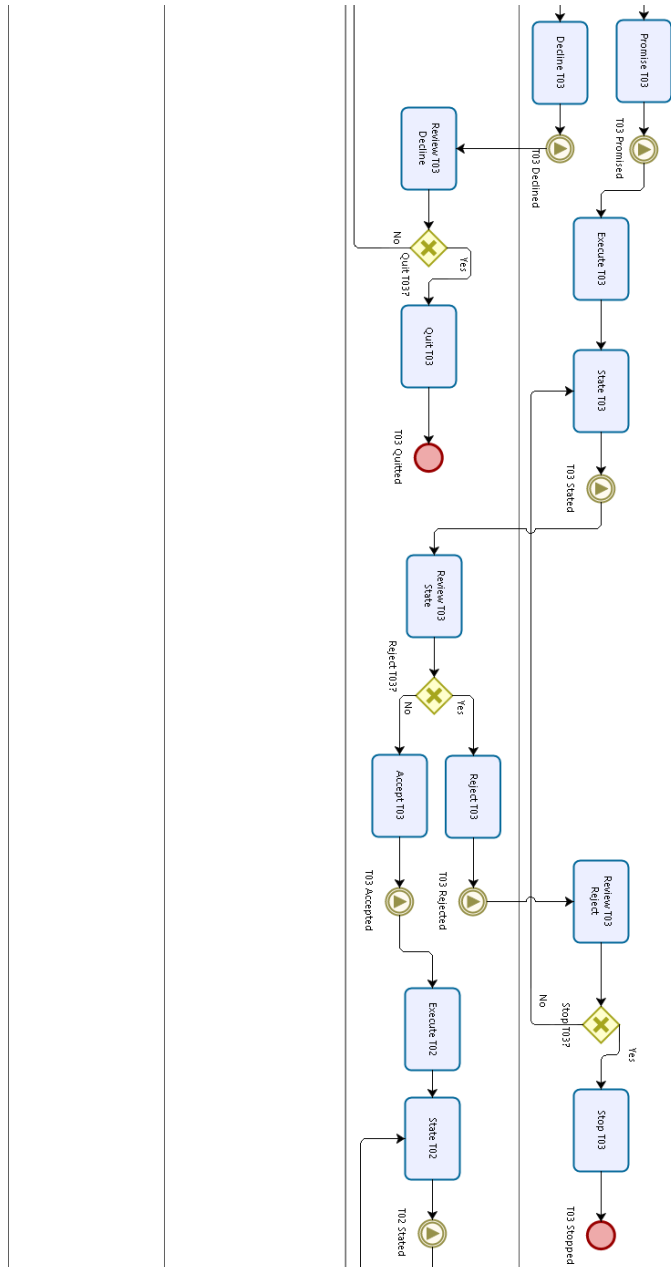 Promise T03
T03 Promised
Execute T03
State T03
T03 Stated
Review T03
Reject
Stop T03?
No
Yes
Stop T03
T03 Stopped
Decline T03
T03 Declined
Review T03
Decline
Quit T03?
No
Yes
Quit T03
T03 Quitted
Review T03
State
Reject T03?
Yes
No
Reject T03
T03 Rejected
Accept T03
T03 Accepted
Execute T02
State T02
T02 Stated